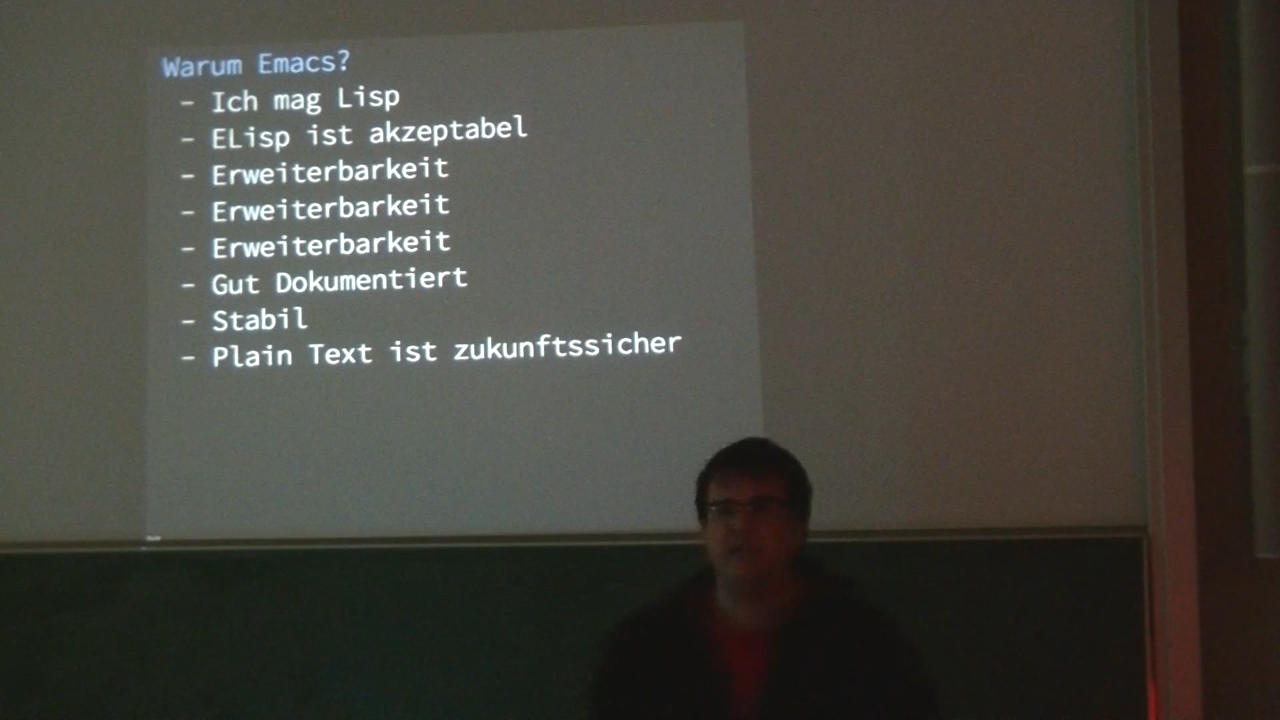 Warum Emacs?
- Ich mag Lisp
- ELisp ist akzeptabel
- Erweiterbarkeit
- Erweiterbarkeit
- Erweiterbarkeit
- Gut Dokumentiert
- Stabil
- Plain Text ist zukunftssicher